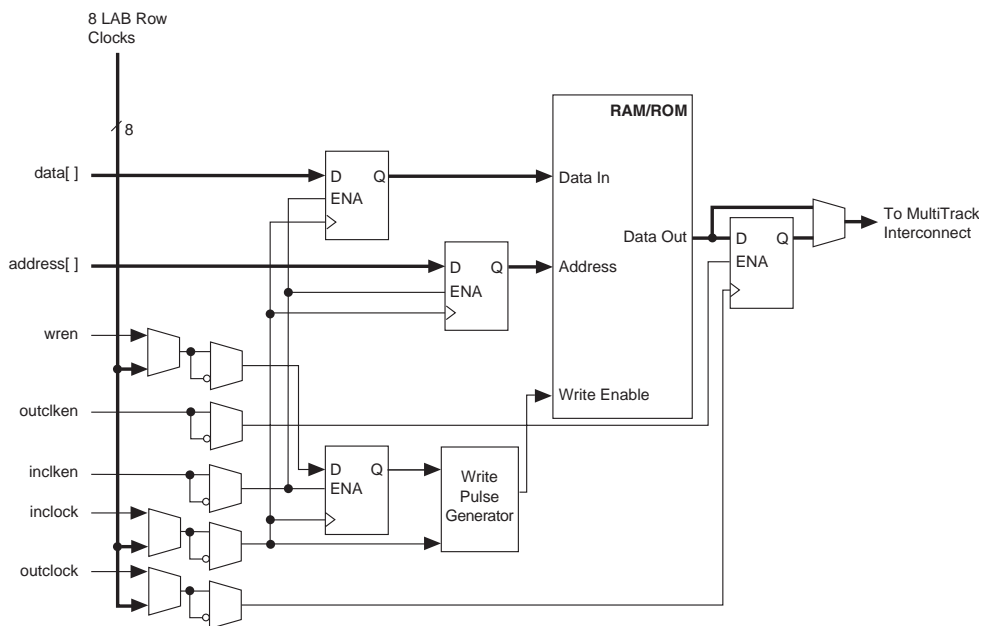 8 LAB Row
Clocks
8
RAM/ROM
data[ ]
D Q
ENA
Data In
To MultiTrack
Interconnect
Data Out
D Q
ENA
address[ ]
D Q
ENA
Address
wren
Write Enable
outclken
inclken
D Q
ENA
Write
Pulse
Generator
inclock
outclock